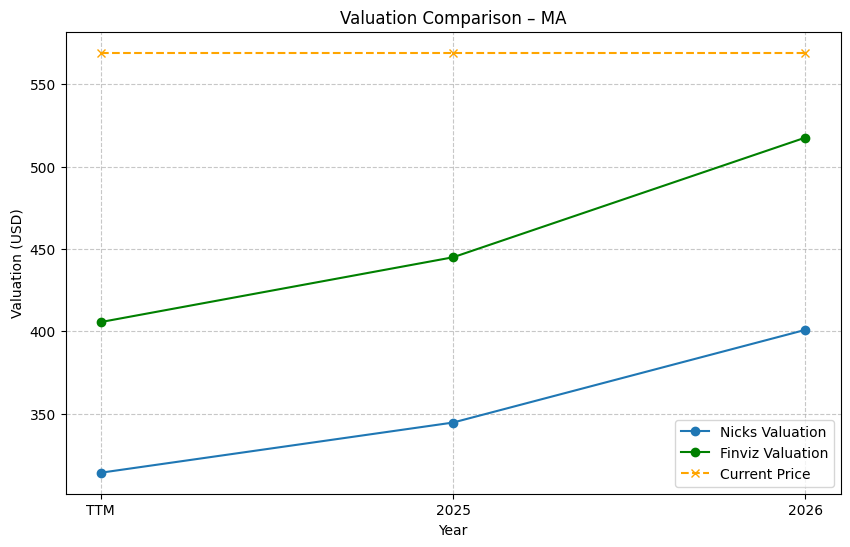 Valuation Comparison – MA
Valuation (USD)
550
500
450
400
350
TTM
2025
2026
Year
Nicks Valuation
Finviz Valuation
Current Price